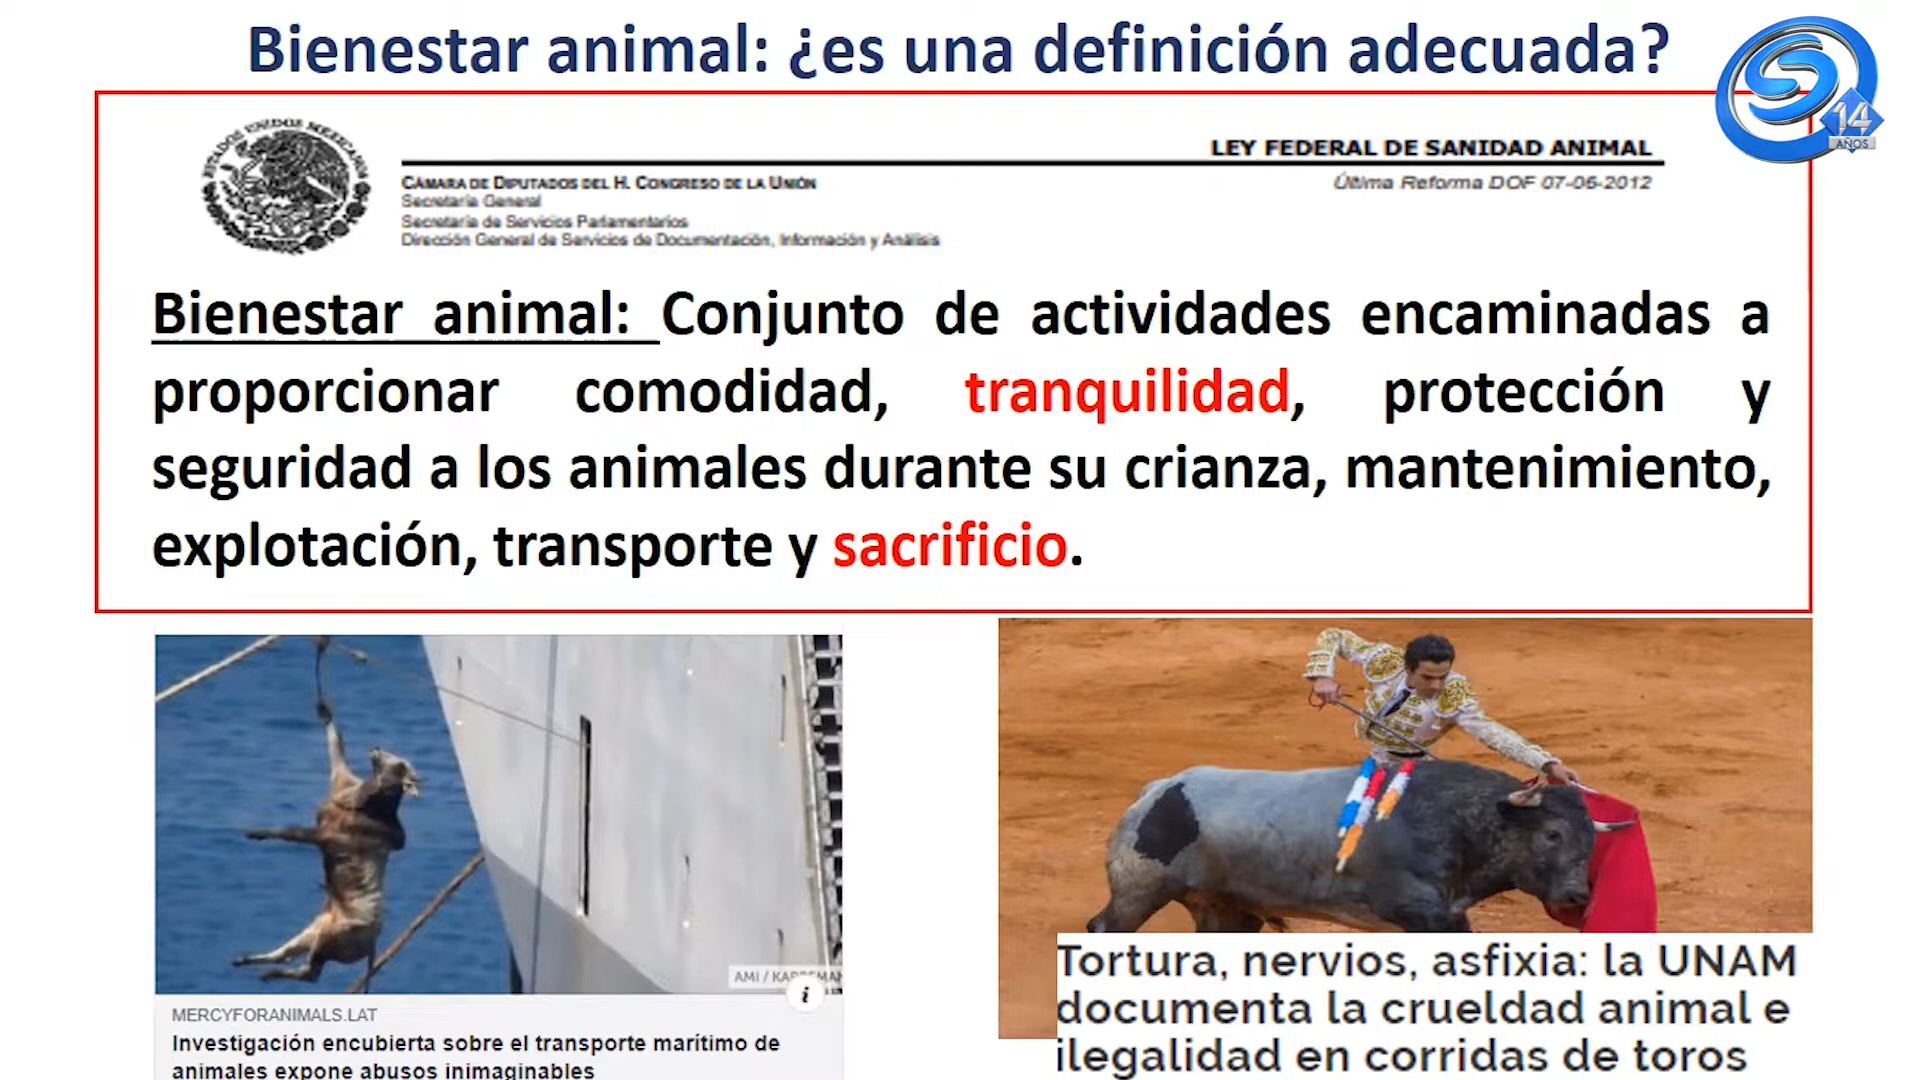 Bienestar animal: ¿es una definición adecuada?
14
AÑOS
ESTADOS UNIDOS MEXICANOS
LEY FEDERAL DE SANIDAD ANIMAL
CÁMARA DE DIPUTADOS DEL H. CONGRESO DE LA UNIÓN
Última Reforma DOF 07-06-2012
Secretaría General
Secretaría de Servicios Parlamentarios
Dirección General de Servicios de Documentación, Información y Análisis
Bienestar animal: Conjunto de actividades encaminadas a
proporcionar comodidad, tranquilidad, protección y
seguridad a los animales durante su crianza, mantenimiento,
explotación, transporte y sacrificio.
AMI /
MERCYFORANIMALS.LAT
Investigación encubierta sobre el transporte marítimo de
animales expone abusos inimaginables
Tortura, nervios, asfixia: la UNAM
documenta la crueldad animal e
ilegalidad en corridas de toros